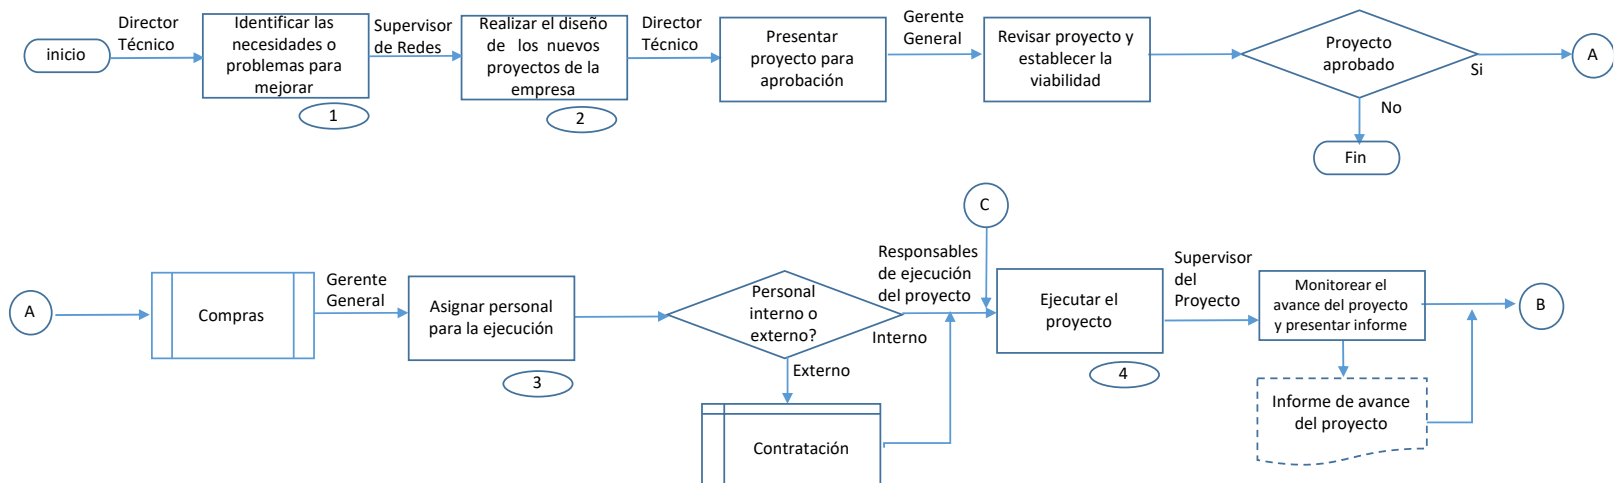 inicio
Director
Técnico
Identificar las
necesidades o
problemas para
mejorar
1
Supervisor
de Redes
Realizar el diseño
de los nuevos
proyectos de la
empresa
2
Director
Técnico
Presentar
proyecto para
aprobación
Gerente
General
Revisar proyecto y
establecer la
viabilidad
Proyecto
aprobado
Si
A
No
Fin
A
Compras
Gerente
General
Asignar personal
para la ejecución
3
Personal
interno o
externo?
Interno
Externo
Contratación
Responsables
de ejecución
del proyecto
C
Ejecutar el
proyecto
4
Supervisor
del
Proyecto
Monitorear el
avance del proyecto
y presentar informe
B
Informe de avance
del proyecto